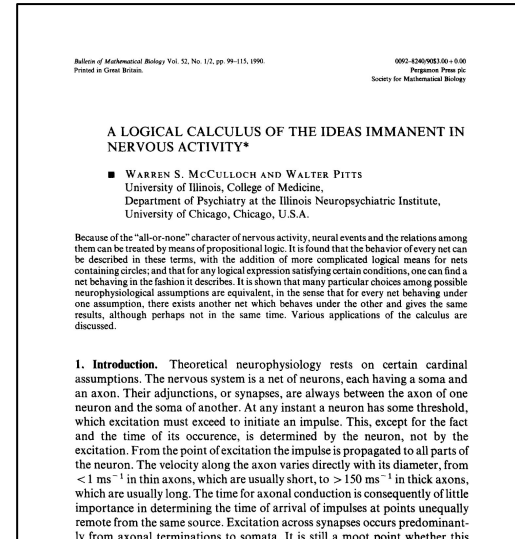 Bulletin of Mathematical Biology Vol. 52, No. 1/2, pp. 99–115, 1990.
Printed in Great Britain.
0092–8240/90$3.00 + 0.00
Pergamon Press plc
Society for Mathematical Biology
A LOGICAL CALCULUS OF THE IDEAS IMMANENT IN
NERVOUS ACTIVITY*
■ WARREN S. MCCULLOCH AND WALTER PITTS
University of Illinois, College of Medicine,
Department of Psychiatry at the Illinois Neuropsychiatric Institute,
University of Chicago, Chicago, U.S.A.
Because of the “all-or-none” character of nervous activity, neural events and the relations among
them can be treated by means of propositional logic. It is found that the behavior of every net can
be described in these terms, with the addition of more complicated logical means for nets
containing circles; and that for any logical expression satisfying certain conditions, one can find a
net behaving in the fashion it describes. It is shown that many particular choices among possible
neurophysiological assumptions are equivalent, in the sense that for every net behaving under
one assumption, there exists another net which behaves under the other and gives the same
results, although perhaps not in the same time. Various applications of the calculus are
discussed.
1. Introduction. Theoretical neurophysiology rests on certain cardinal
assumptions. The nervous system is a net of neurons, each having a soma and
an axon. Their adjunctions, or synapses, are always between the axon of one
neuron and the soma of another. At any instant a neuron has some threshold,
which excitation must exceed to initiate an impulse. This, except for the fact
and the time of its occurence, is determined by the neuron, not by the
excitation. From the point of excitation the impulse is propagated to all parts of
the neuron. The velocity along the axon varies directly with its diameter, from
< 1 ms⁻¹ in thin axons, which are usually short, to > 150 ms⁻¹ in thick axons,
which are usually long. The time for axonal conduction is consequently of little
importance in determining the time of arrival of impulses at points unequally
remote from the same source. Excitation across synapses occurs predominant-
ly from axonal terminations to somata. It is still a moot point whether this